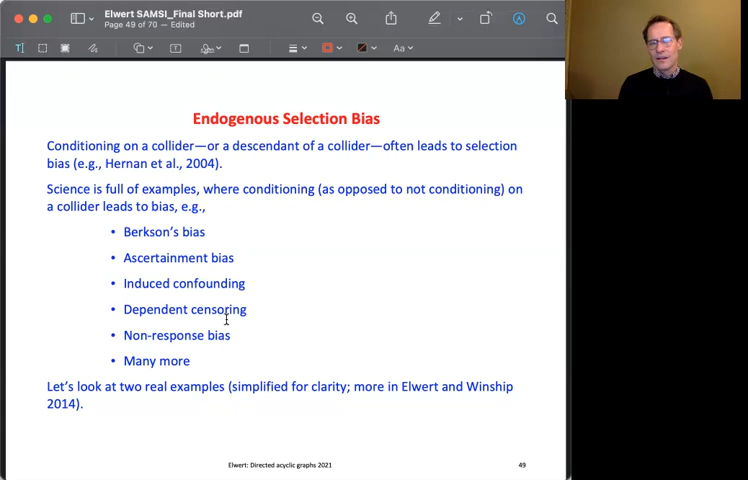 Elwert SAMSI_Final Short.pdf
Page 49 of 70 — Edited
Aa
Endogenous Selection Bias
Conditioning on a collider—or a descendant of a collider—often leads to selection
bias (e.g., Hernan et al., 2004).
Science is full of examples, where conditioning (as opposed to not conditioning) on
a collider leads to bias, e.g.,
• Berkson's bias
• Ascertainment bias
• Induced confounding
• Dependent censoring
• Non-response bias
• Many more
Let's look at two real examples (simplified for clarity; more in Elwert and Winship
2014).
Elwert: Directed acyclic graphs 2021
49